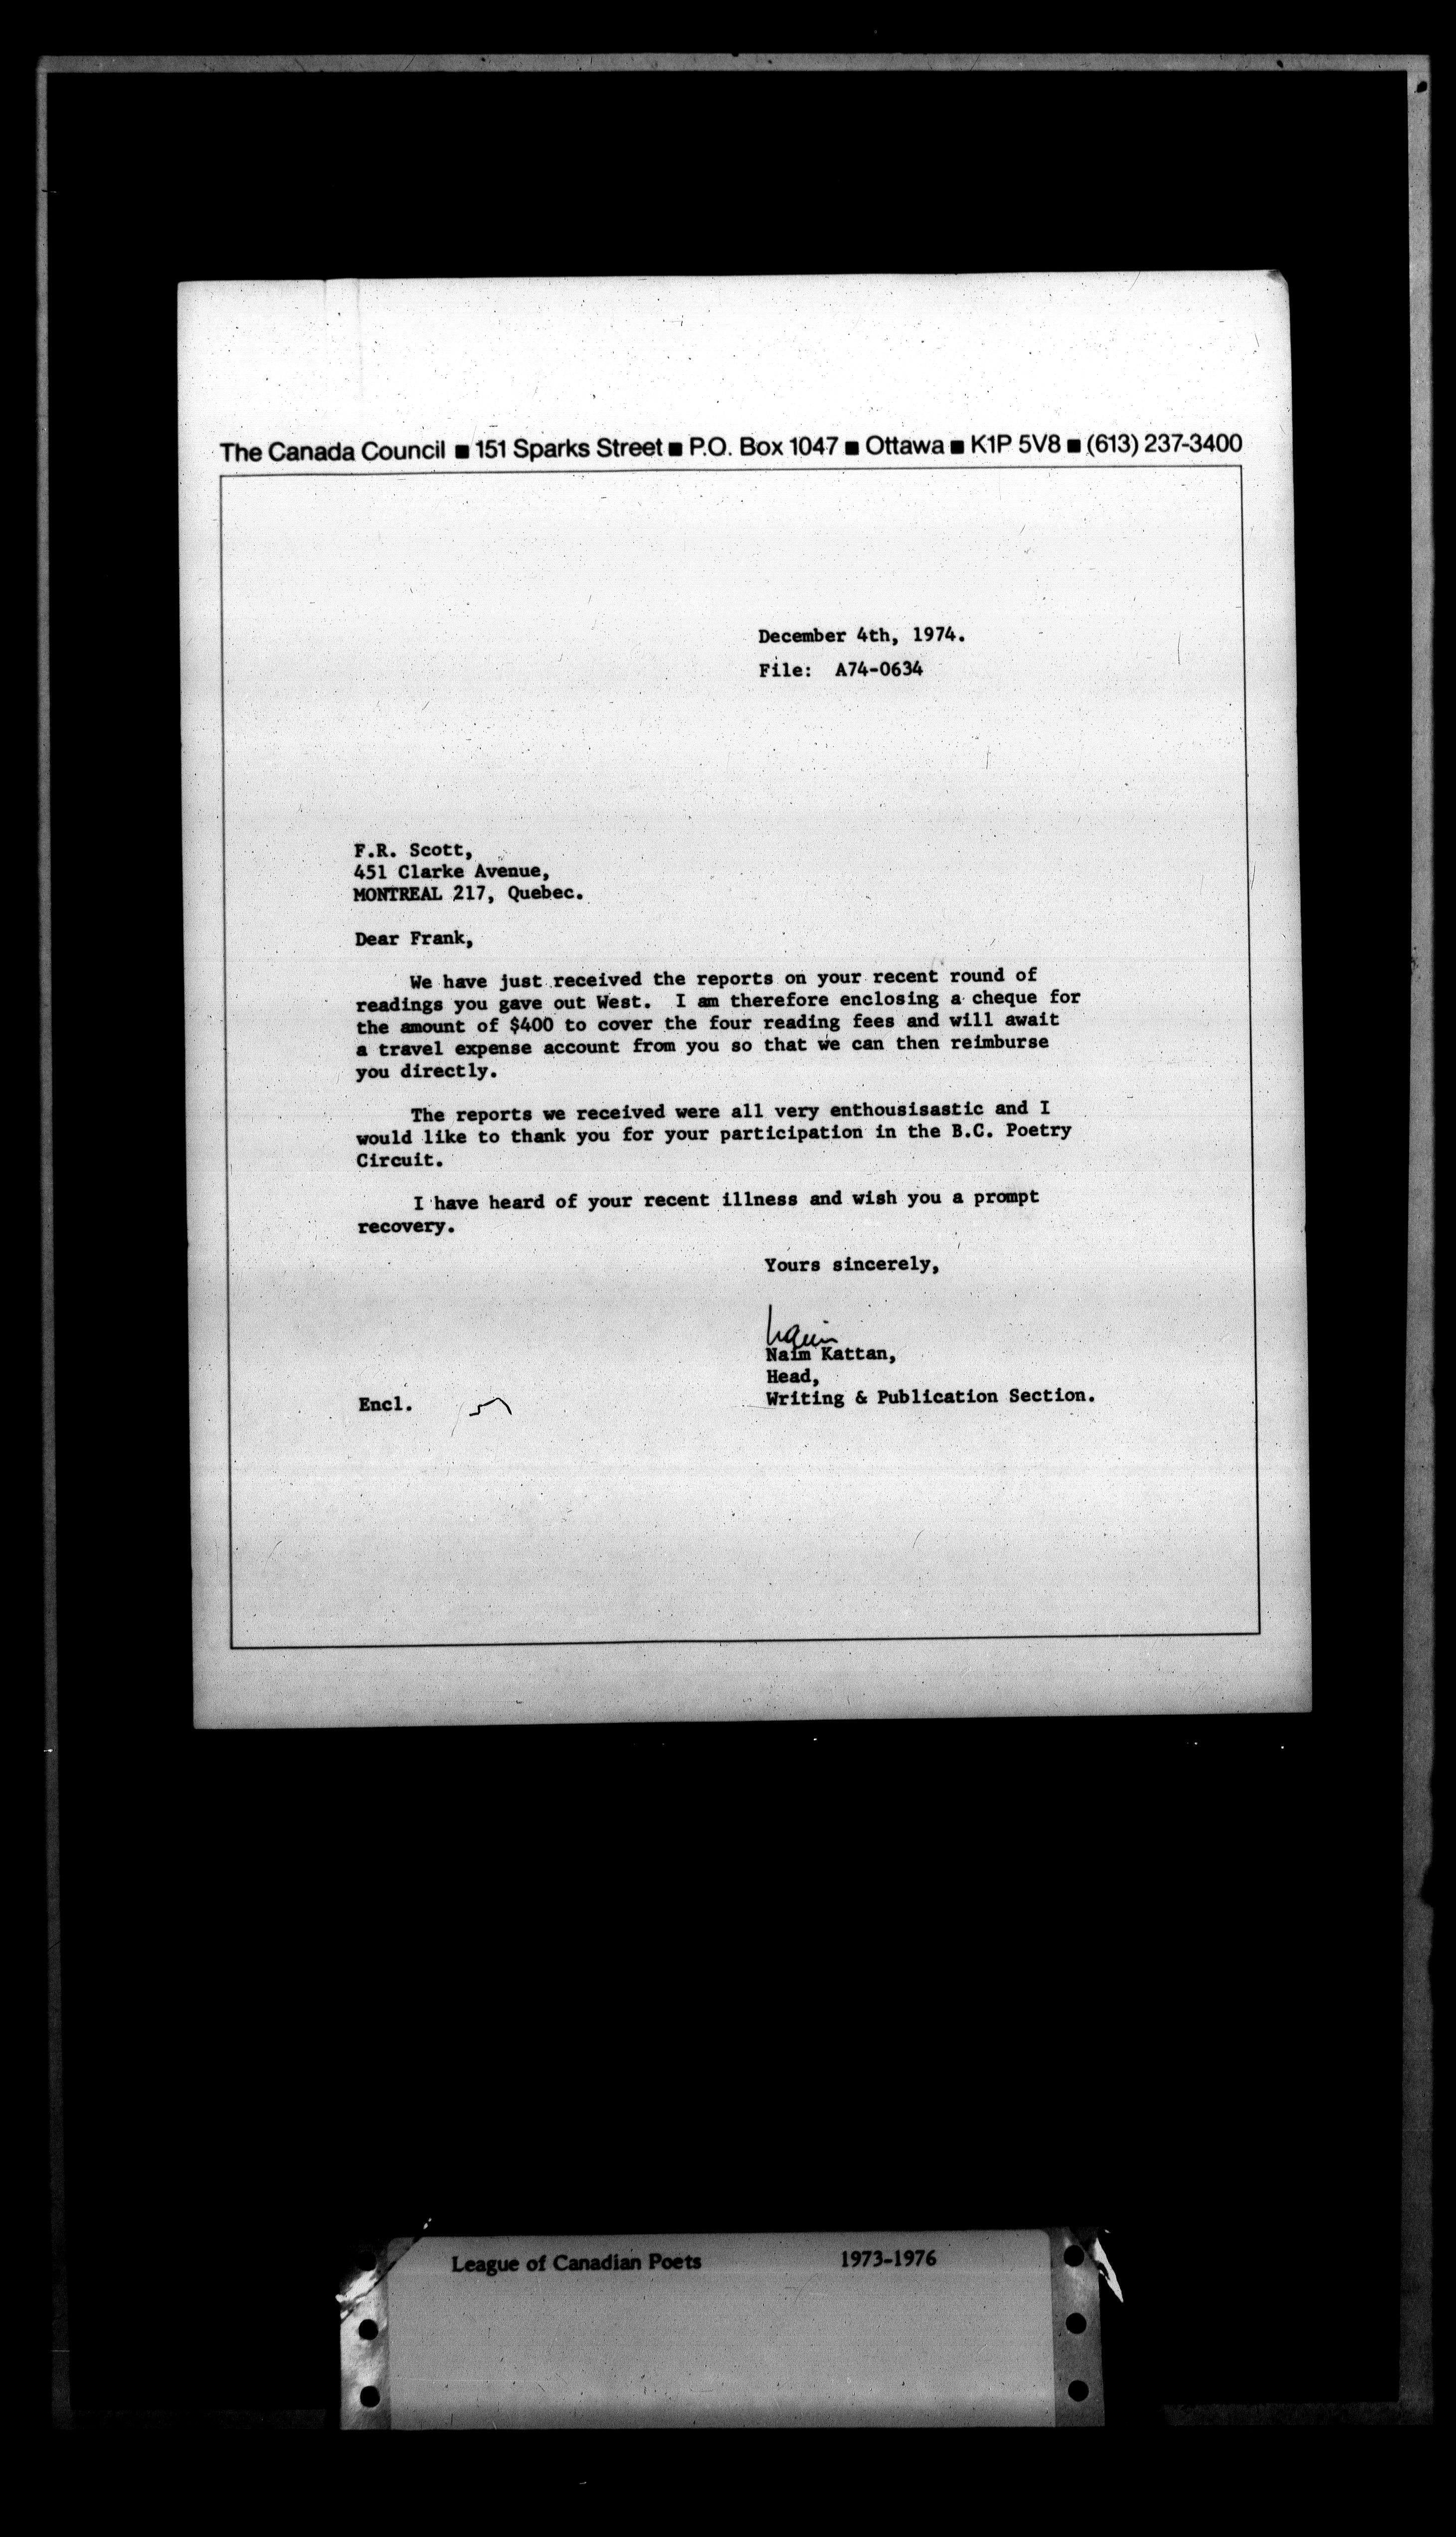 The Canada Council ■ 151 Sparks Street ■ P.O. Box 1047 ■ Ottawa ■ K1P 5V8 ■ (613) 237-3400
December 4th, 1974.
File: A74-0634
F.R. Scott,
451 Clarke Avenue,
MONTREAL 217, Quebec.
Dear Frank,
We have just received the reports on your recent round of
readings you gave out West. I am therefore enclosing a cheque for
the amount of $400 to cover the four reading fees and will await
a travel expense account from you so that we can then reimburse
you directly.
The reports we received were all very enthousisastic and I
would like to thank you for your participation in the B.C. Poetry
Circuit.
I have heard of your recent illness and wish you a prompt
recovery.
Yours sincerely,
Naim
Naim Kattan,
Head,
Writing & Publication Section.
Encl.
League of Canadian Poets 1973-1976